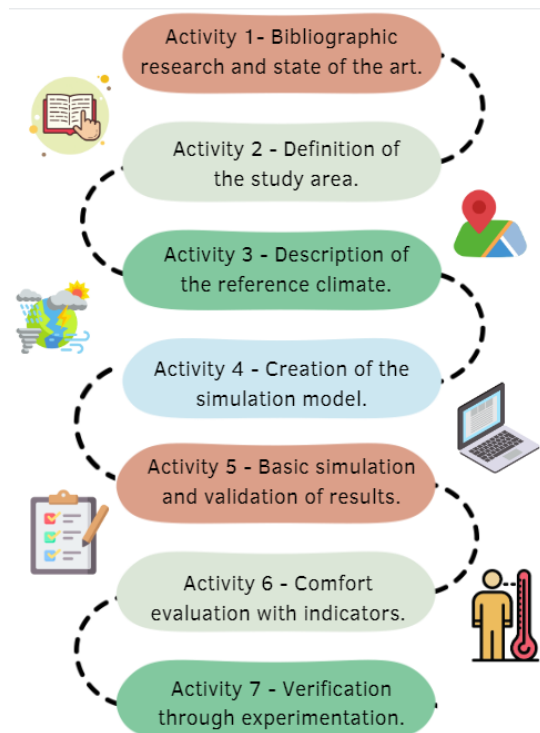 Activity 1- Bibliographic
research and state of the art.
Activity 2 - Definition of
the study area.
Activity 3 - Description of
the reference climate.
Activity 4 - Creation of the
simulation model.
Activity 5 - Basic simulation
and validation of results.
Activity 6 - Comfort
evaluation with indicators.
Activity 7 - Verification
through experimentation.